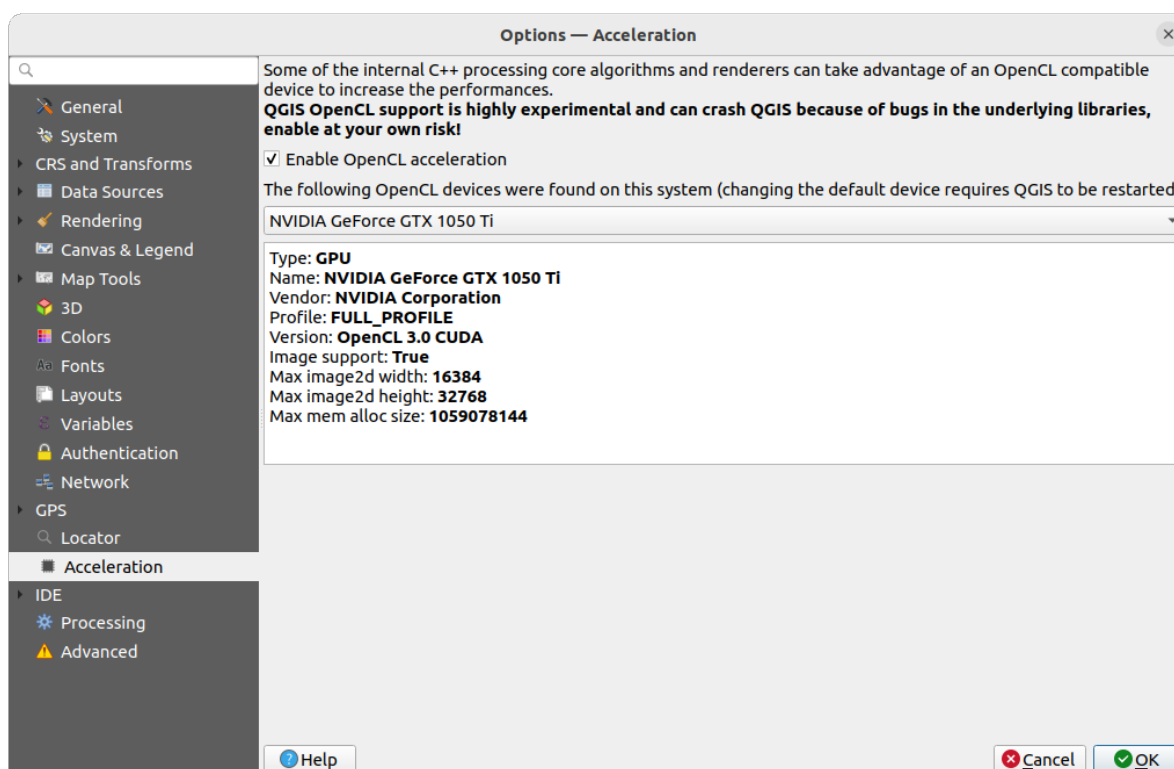 Options — Acceleration
General
System
CRS and Transforms
Data Sources
Rendering
Canvas & Legend
Map Tools
3D
Colors
Aa Fonts
Layouts
ε Variables
Authentication
Network
GPS
Locator
Acceleration
IDE
Processing
Advanced
Some of the internal C++ processing core algorithms and renderers can take advantage of an OpenCL compatible
device to increase the performances.
QGIS OpenCL support is highly experimental and can crash QGIS because of bugs in the underlying libraries,
enable at your own risk!
Enable OpenCL acceleration
The following OpenCL devices were found on this system (changing the default device requires QGIS to be restarted
NVIDIA GeForce GTX 1050 Ti
Type: GPU
Name: NVIDIA GeForce GTX 1050 Ti
Vendor: NVIDIA Corporation
Profile: FULL_PROFILE
Version: OpenCL 3.0 CUDA
Image support: True
Max image2d width: 16384
Max image2d height: 32768
Max mem alloc size: 1059078144
Help
Cancel
OK